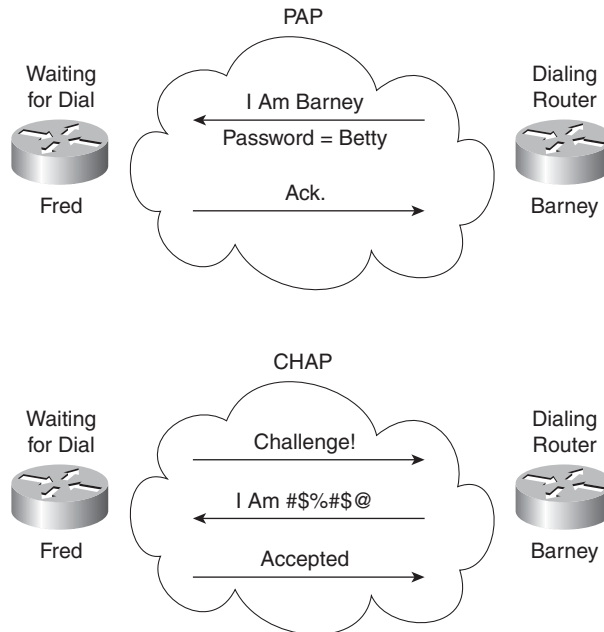 PAP
Waiting
for Dial
Fred
I Am Barney
Password = Betty
Ack.
Dialing
Router
Barney
CHAP
Waiting
for Dial
Fred
Challenge!
I Am #$%#$@
Accepted
Dialing
Router
Barney